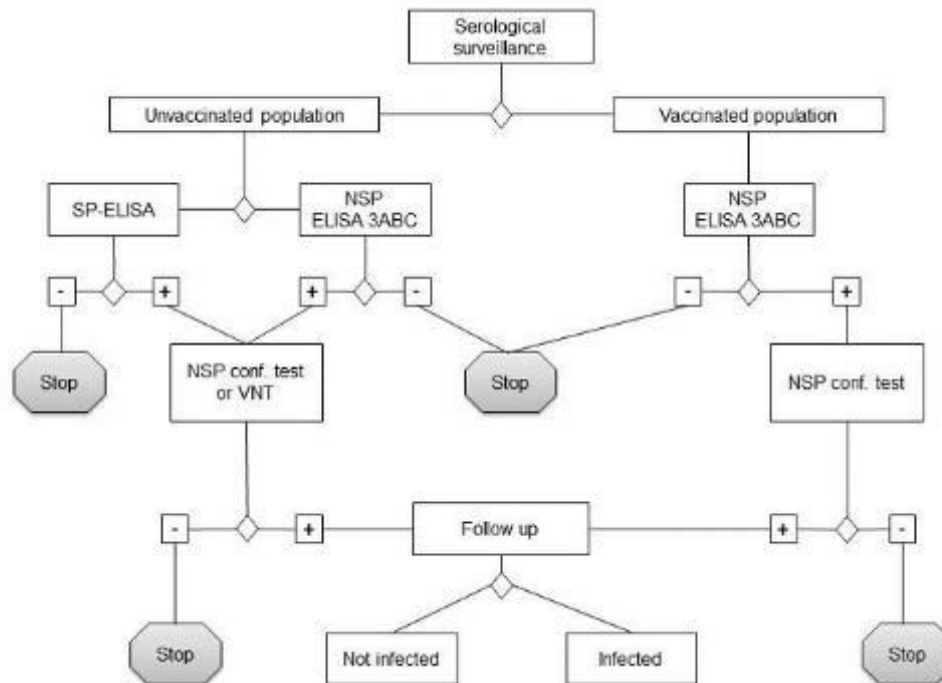 Serological
surveillance
Unvaccinated population
Vaccinated population
SP-ELISA
NSP
ELISA 3ABC
NSP
ELISA 3ABC
-
+
+
-
-
+
Stop
NSP conf. test
or VNT
Stop
NSP conf. test
-
+
Follow up
+
-
Stop
Not infected
Infected
Stop